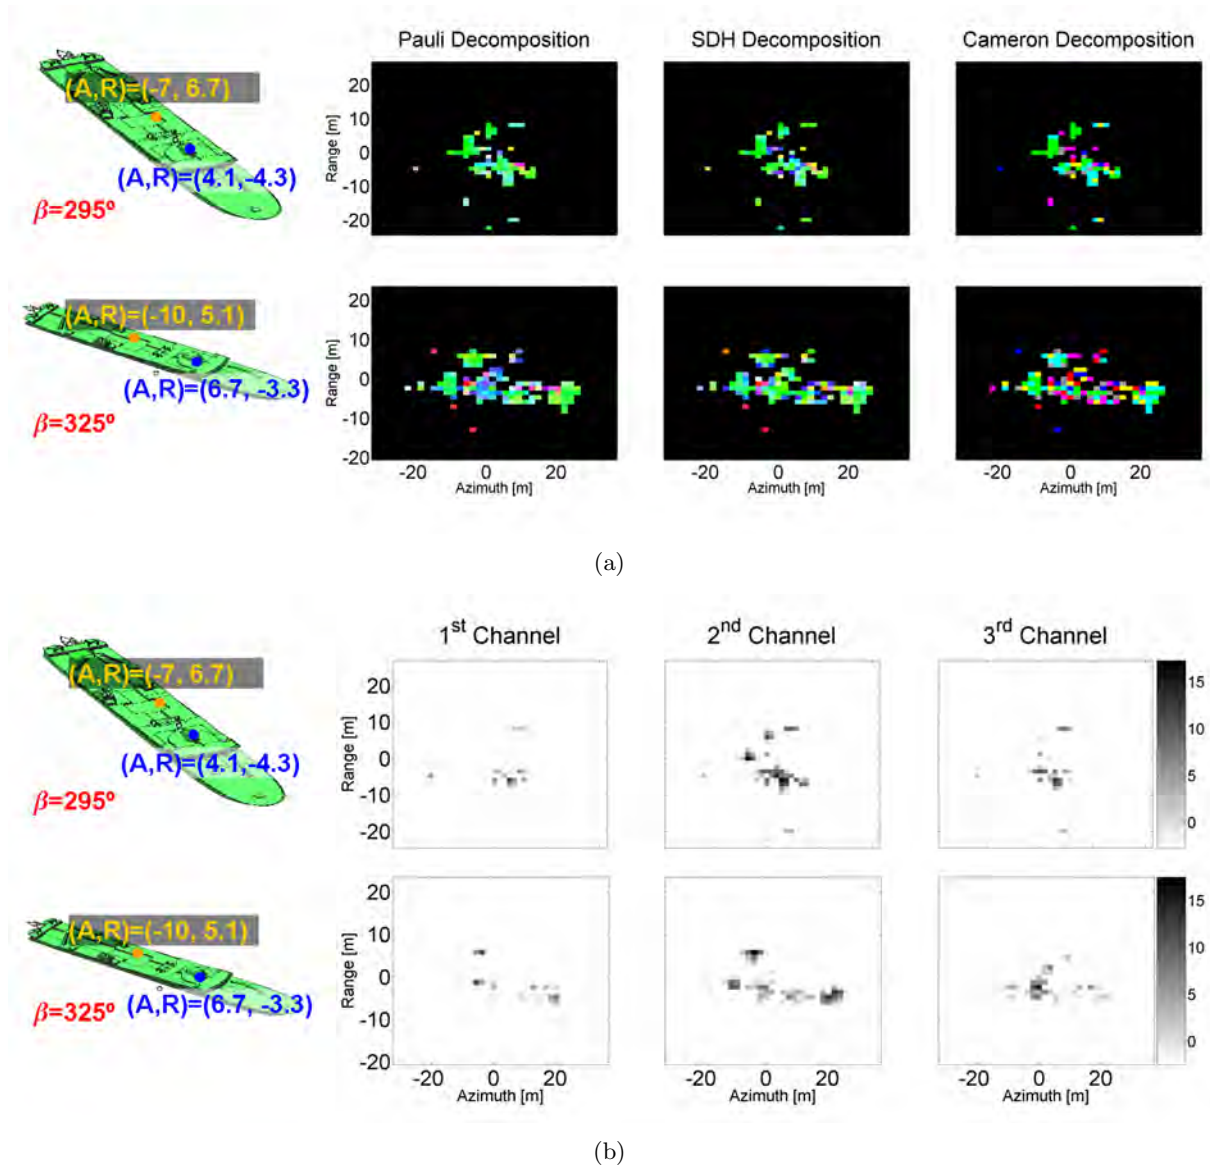 Pauli Decomposition
SDH Decomposition
Cameron Decomposition
(A,R)=(-7, 6.7)
(A,R)=(4.1,-4.3)
β=295º
Range [m]
20
10
0
-10
-20
Range [m]
20
10
0
-10
-20
(A,R)=(-10, 5.1)
(A,R)=(6.7, -3.3)
β=325º
-20 0 20
Azimuth [m]
-20 0 20
Azimuth [m]
-20 0 20
Azimuth [m]
(a)
1st Channel
2nd Channel
3rd Channel
(A,R)=(-7, 6.7)
(A,R)=(4.1,-4.3)
β=295º
Range [m]
20
10
0
-10
-20
15
10
5
0
(A,R)=(-10, 5.1)
(A,R)=(6.7, -3.3)
β=325º
Range [m]
20
10
0
-10
-20
15
10
5
0
-20 0 20
Azimuth [m]
-20 0 20
Azimuth [m]
-20 0 20
Azimuth [m]
(b)